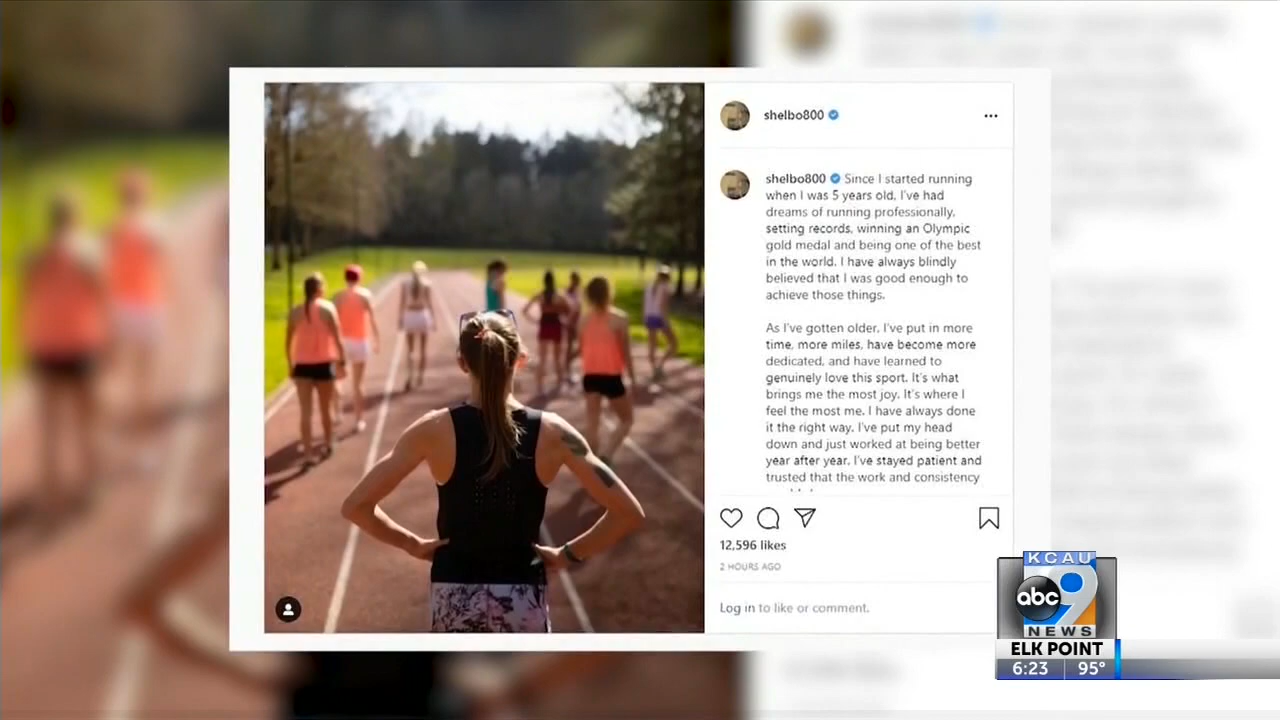 shelbo800
shelbo800 Since I started running
when I was 5 years old, I've had
dreams of running professionally,
setting records, winning an Olympic
gold medal and being one of the best
in the world. I have always blindly
believed that I was good enough to
achieve those things.
As I've gotten older, I've put in more
time, more miles, have become more
dedicated, and have learned to
genuinely love this sport. It's what
brings me the most joy. It's where I
feel the most me. I have always done
it the right way. I've put my head
down and just worked at being better
year after year. I've stayed patient and
trusted that the work and consistency
12,596 likes
2 HOURS AGO
Log in to like or comment.
KCAU
abc 9
NEWS
ELK POINT
6:23 95°